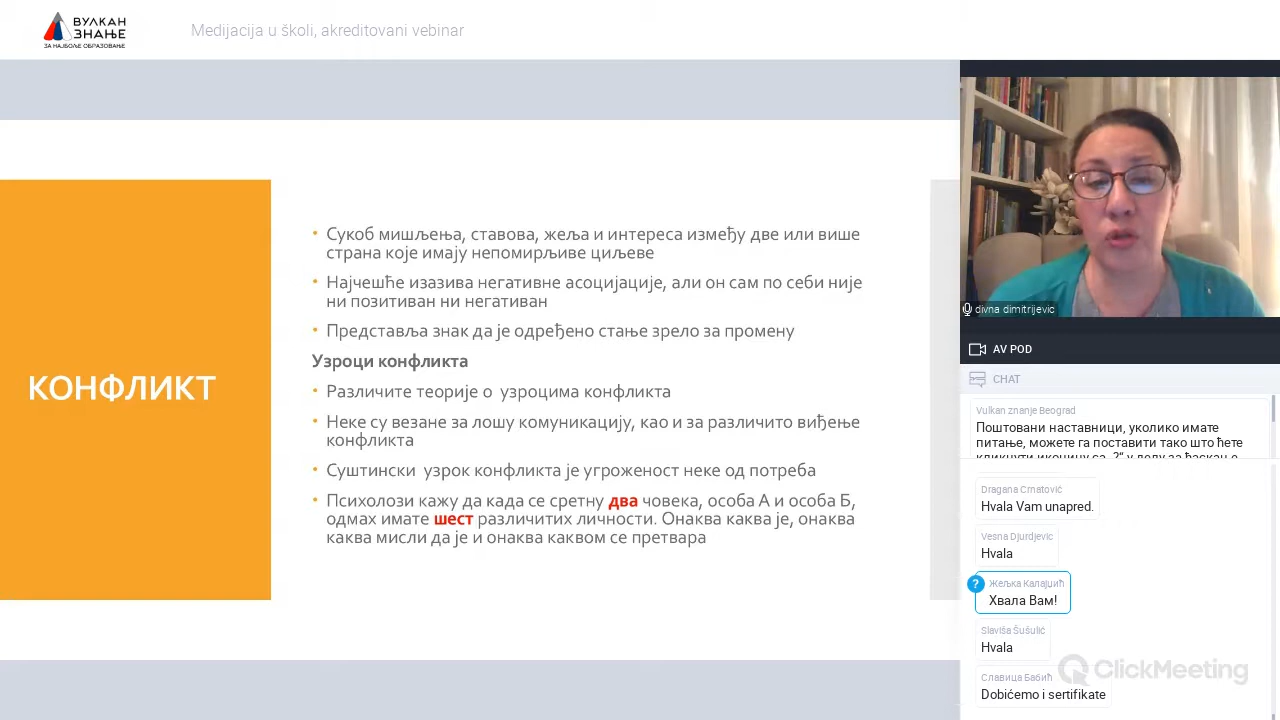 ВУЛКАН
ЗНАЊЕ
ЗА НАЈБОЉЕ ОБРАЗОВАЊЕ
Medijacija u školi, akreditovani vebinar
КОНФЛИКТ
• Сукоб мишљења, ставова, жеља и интереса између две или више
страна које имају непомирљиве циљеве
• Најчешће изазива негативне асоцијације, али он сам по себи није
ни позитиван ни негативан
• Представља знак да је одређено стање зрело за промену
Узроци конфликта
• Различите теорије о узроцима конфликта
• Неке су везане за лошу комуникацију, као и за различито виђење
конфликта
• Суштински узрок конфликта је угроженост неке од потреба
• Психолози кажу да када се сретну два човека, особа А и особа Б,
одмах имате шест различитих личности. Онаква каква је, онаква
каква мисли да је и онаква каквом се претвара
divna dimitrijevic
AV POD
CHAT
Vulkan znanje Beograd
Поштовани наставници, уколико имате
питање, можете га поставити тако што ћете
кликнути иконицу са „?“ у делу за ћаскање
Dragana Crnatović
Hvala Vam unapred.
Vesna Djurdjevic
Hvala
?
Жељка Калајџић
Хвала Вам!
Slaviša Šušulić
Hvala
ClickMeeting
Славица Бабић
Dobićemo i sertifikate